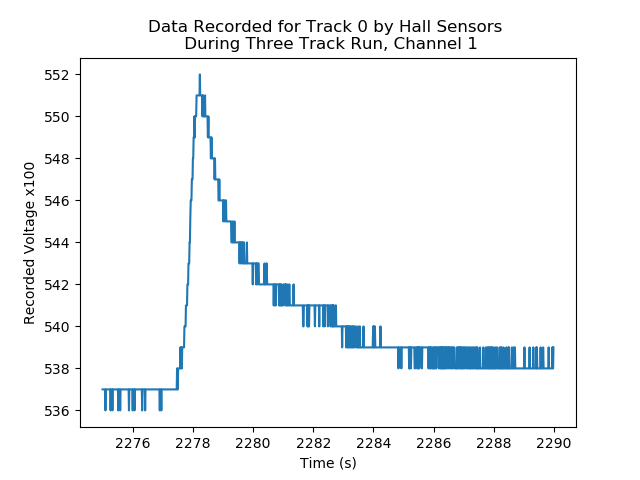 Data Recorded for Track 0 by Hall Sensors
During Three Track Run, Channel 1
552
550
548
546
544
542
540
538
536
Recorded Voltage x100
2276 2278 2280 2282 2284 2286 2288 2290
Time (s)